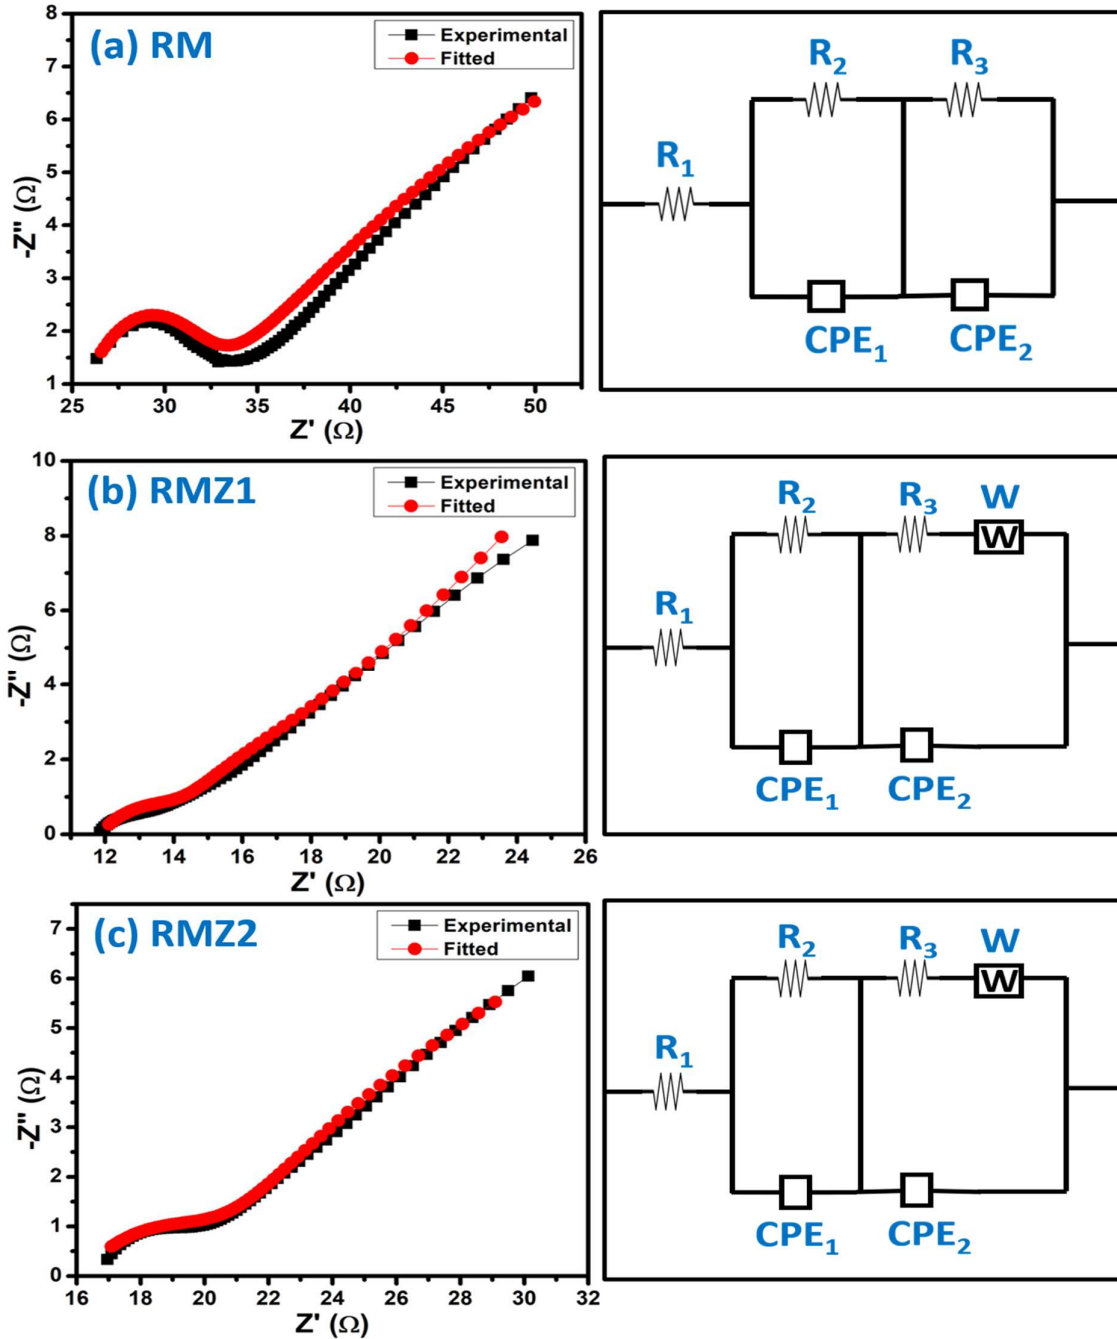 (a) RM
Experimental
Fitted
8
7
6
5
4
3
2
1
25 30 35 40 45 50
-Z'' (Ω)
Z' (Ω)
R1
R2
R3
CPE1
CPE2
(b) RMZ1
Experimental
Fitted
10
8
6
4
2
0
12 14 16 18 20 22 24 26
-Z'' (Ω)
Z' (Ω)
R1
R2
R3
W
W
CPE1
CPE2
(c) RMZ2
Experimental
Fitted
7
6
5
4
3
2
1
0
16 18 20 22 24 26 28 30 32
-Z'' (Ω)
Z' (Ω)
R1
R2
R3
W
W
CPE1
CPE2